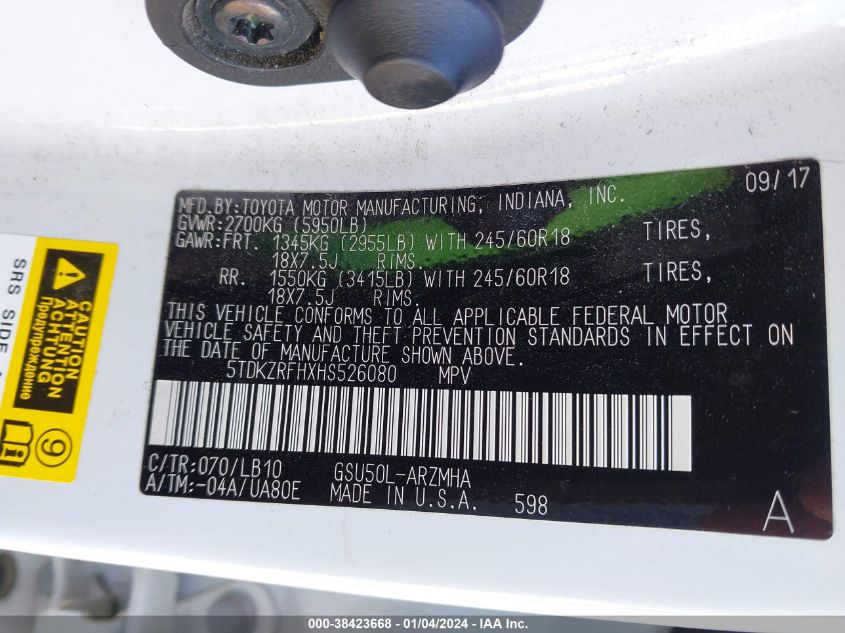 09/17
MFD.BY:TOYOTA MOTOR MANUFACTURING, INDIANA, INC.
GVWR:2700KG (5950LB)
GAWR:FRT. 1345KG (2955LB) WITH 245/60R18 TIRES,
18X7.5J RIMS
RR. 1550KG (3415LB) WITH 245/60R18 TIRES,
18X7.5J RIMS.
THIS VEHICLE CONFORMS TO ALL APPLICABLE FEDERAL MOTOR
VEHICLE SAFETY AND THEFT PREVENTION STANDARDS IN EFFECT ON
THE DATE OF MANUFACTURE SHOWN ABOVE.
5TDKZRFHXHS526080 MPV
C/TR:070/LB10 GSU50L-ARZMHA
A/TM:-04A/UA80E MADE IN U.S.A. 598
A
SRS SIDE
CAUTION
ATTENTION
ACHTUNG
Предупреждение
9
000-38423668 - 01/04/2024 - IAAI Inc.